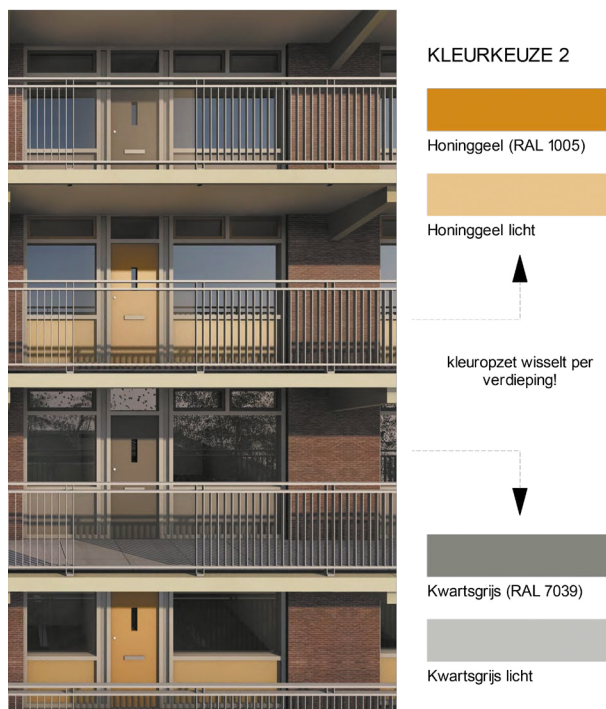 KLEURKEUZE 2
Honinggeel (RAL 1005)
Honinggeel licht
kleuropzet wisselt per
verdieping!
Kwartsgrijs (RAL 7039)
Kwartsgrijs licht